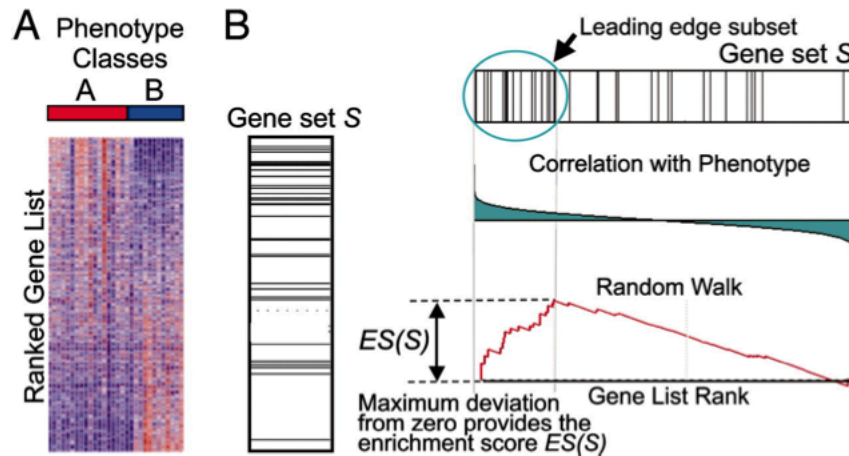 A
Phenotype
Classes
A B
Ranked Gene List
B
Gene set S
Leading edge subset
Gene set S
Correlation with Phenotype
Random Walk
ES(S)
Gene List Rank
Maximum deviation
from zero provides the
enrichment score ES(S)